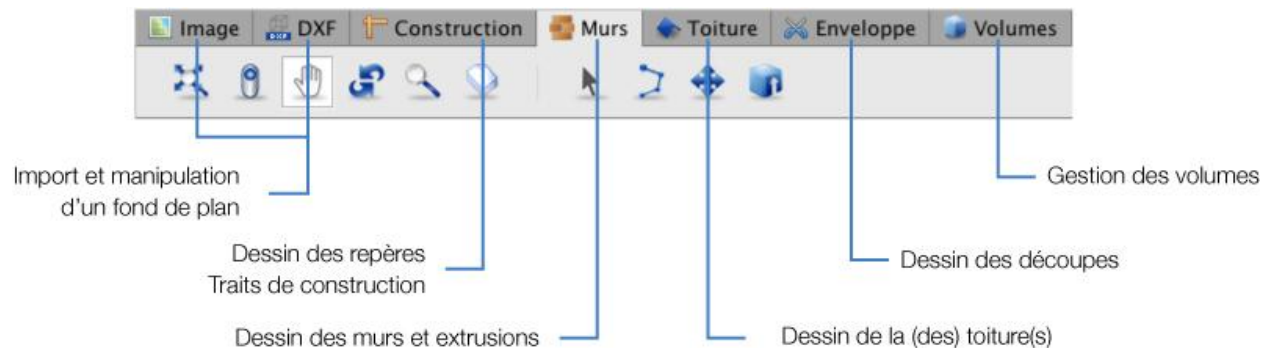 Image DXF Construction Murs Toiture Enveloppe Volumes
Import et manipulation
d'un fond de plan
Gestion des volumes
Dessin des repères
Traits de construction
Dessin des découpes
Dessin des murs et extrusions
Dessin de la (des) toiture(s)